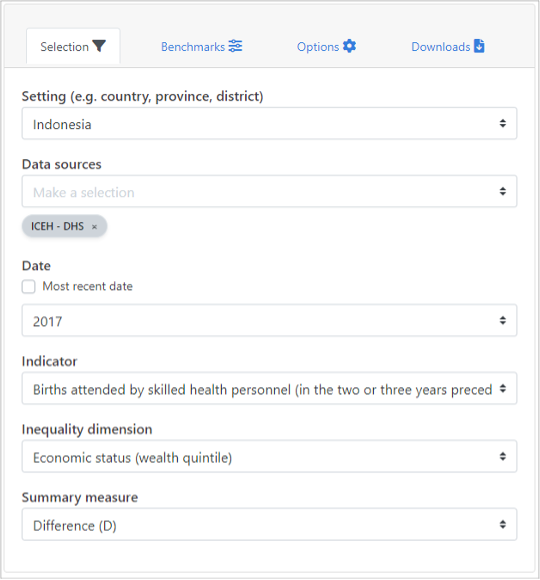 Selection
Benchmarks
Options
Downloads
Setting (e.g. country, province, district)
Indonesia
Data sources
Make a selection
ICEH - DHS ×
Date
Most recent date
2017
Indicator
Births attended by skilled health personnel (in the two or three years preced
Inequality dimension
Economic status (wealth quintile)
Summary measure
Difference (D)